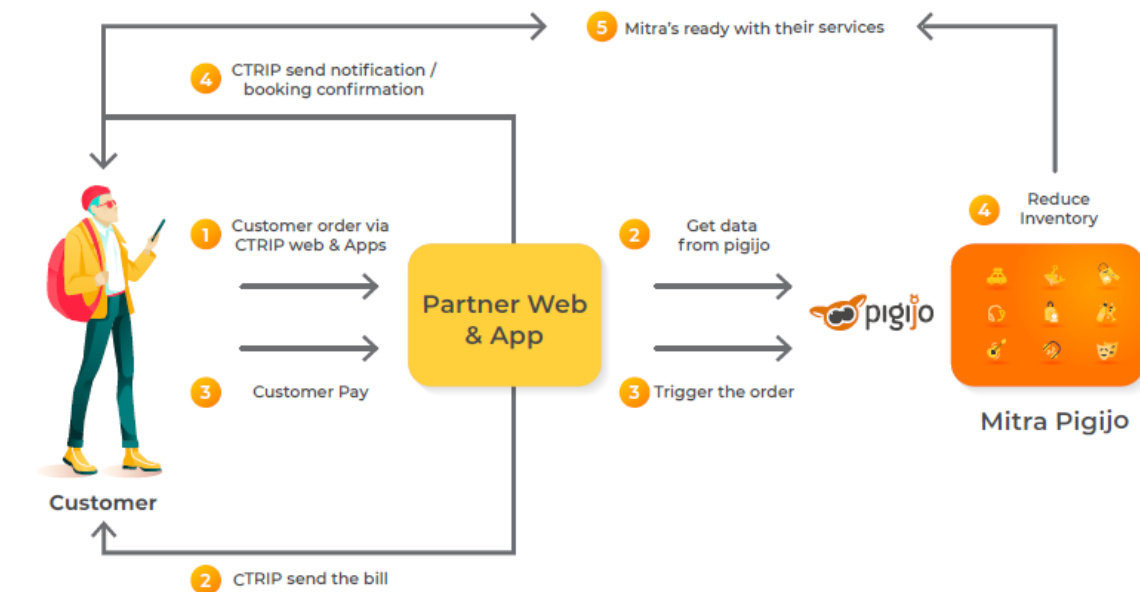 5 Mitra's ready with their services
4 CTRIP send notification /
booking confirmation
1 Customer order via
CTRIP web & Apps
2 Get data
from pigijo
4 Reduce
Inventory
Partner Web
& App
pigijo
3 Customer Pay
3 Trigger the order
Mitra Pigijo
Customer
2 CTRIP send the bill